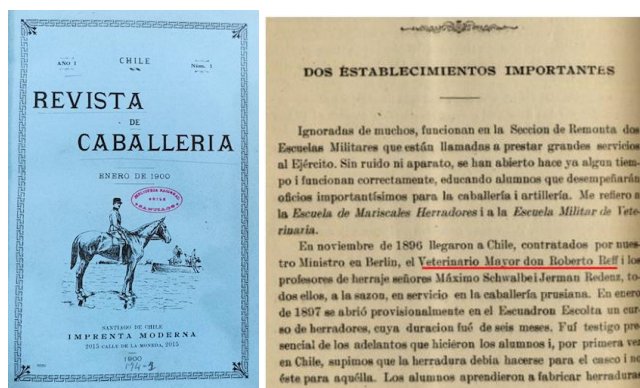 AÑO I
CHILE
Núm. 1
REVISTA
DE
CABALLERIA
ENERO DE 1900
BIBLIOTECA NACIONAL
CHILE
SANTIAGO
SANTIAGO DE CHILE
IMPRENTA MODERNA
2015 CALLE DE LA MONEDA, 2015
1900
194-1
DOS ESTABLECIMIENTOS IMPORTANTES
Ignoradas de muchos, funcionan en la Seccion de Remonta dos
Escuelas Militares que están llamadas a prestar grandes servicios
al Ejército. Sin ruido ni aparato, se han abierto hace ya algun tiem-
po i funcionan correctamente, educando alumnos que desempeñarán
oficios importantísimos para la caballería i artillería. Me refiero a
la Escuela de Mariscales Herradores i a la Escuela Militar de Vete-
rinaria.
En noviembre de 1896 llegaron a Chile, contratados por nues-
tro Ministro en Berlin, el Veterinario Mayor don Roberto Reff i los
profesores de herraje señores Máximo Schwalbe i Jerman Redenz, to-
dos ellos, a la sazon, en servicio en la caballería prusiana. En enero
de 1897 se abrió provisionalmente en el Escuadron Escolta un cur-
so de herradores, cuya duracion fué de seis meses. Fuí testigo pre-
sencial de los adelantos que hiciéron los alumnos i, por primera vez
en Chile, supimos que la herradura debia hacerse para el casco i no
éste para aquélla. Los alumnos aprendieron a fabricar herradura